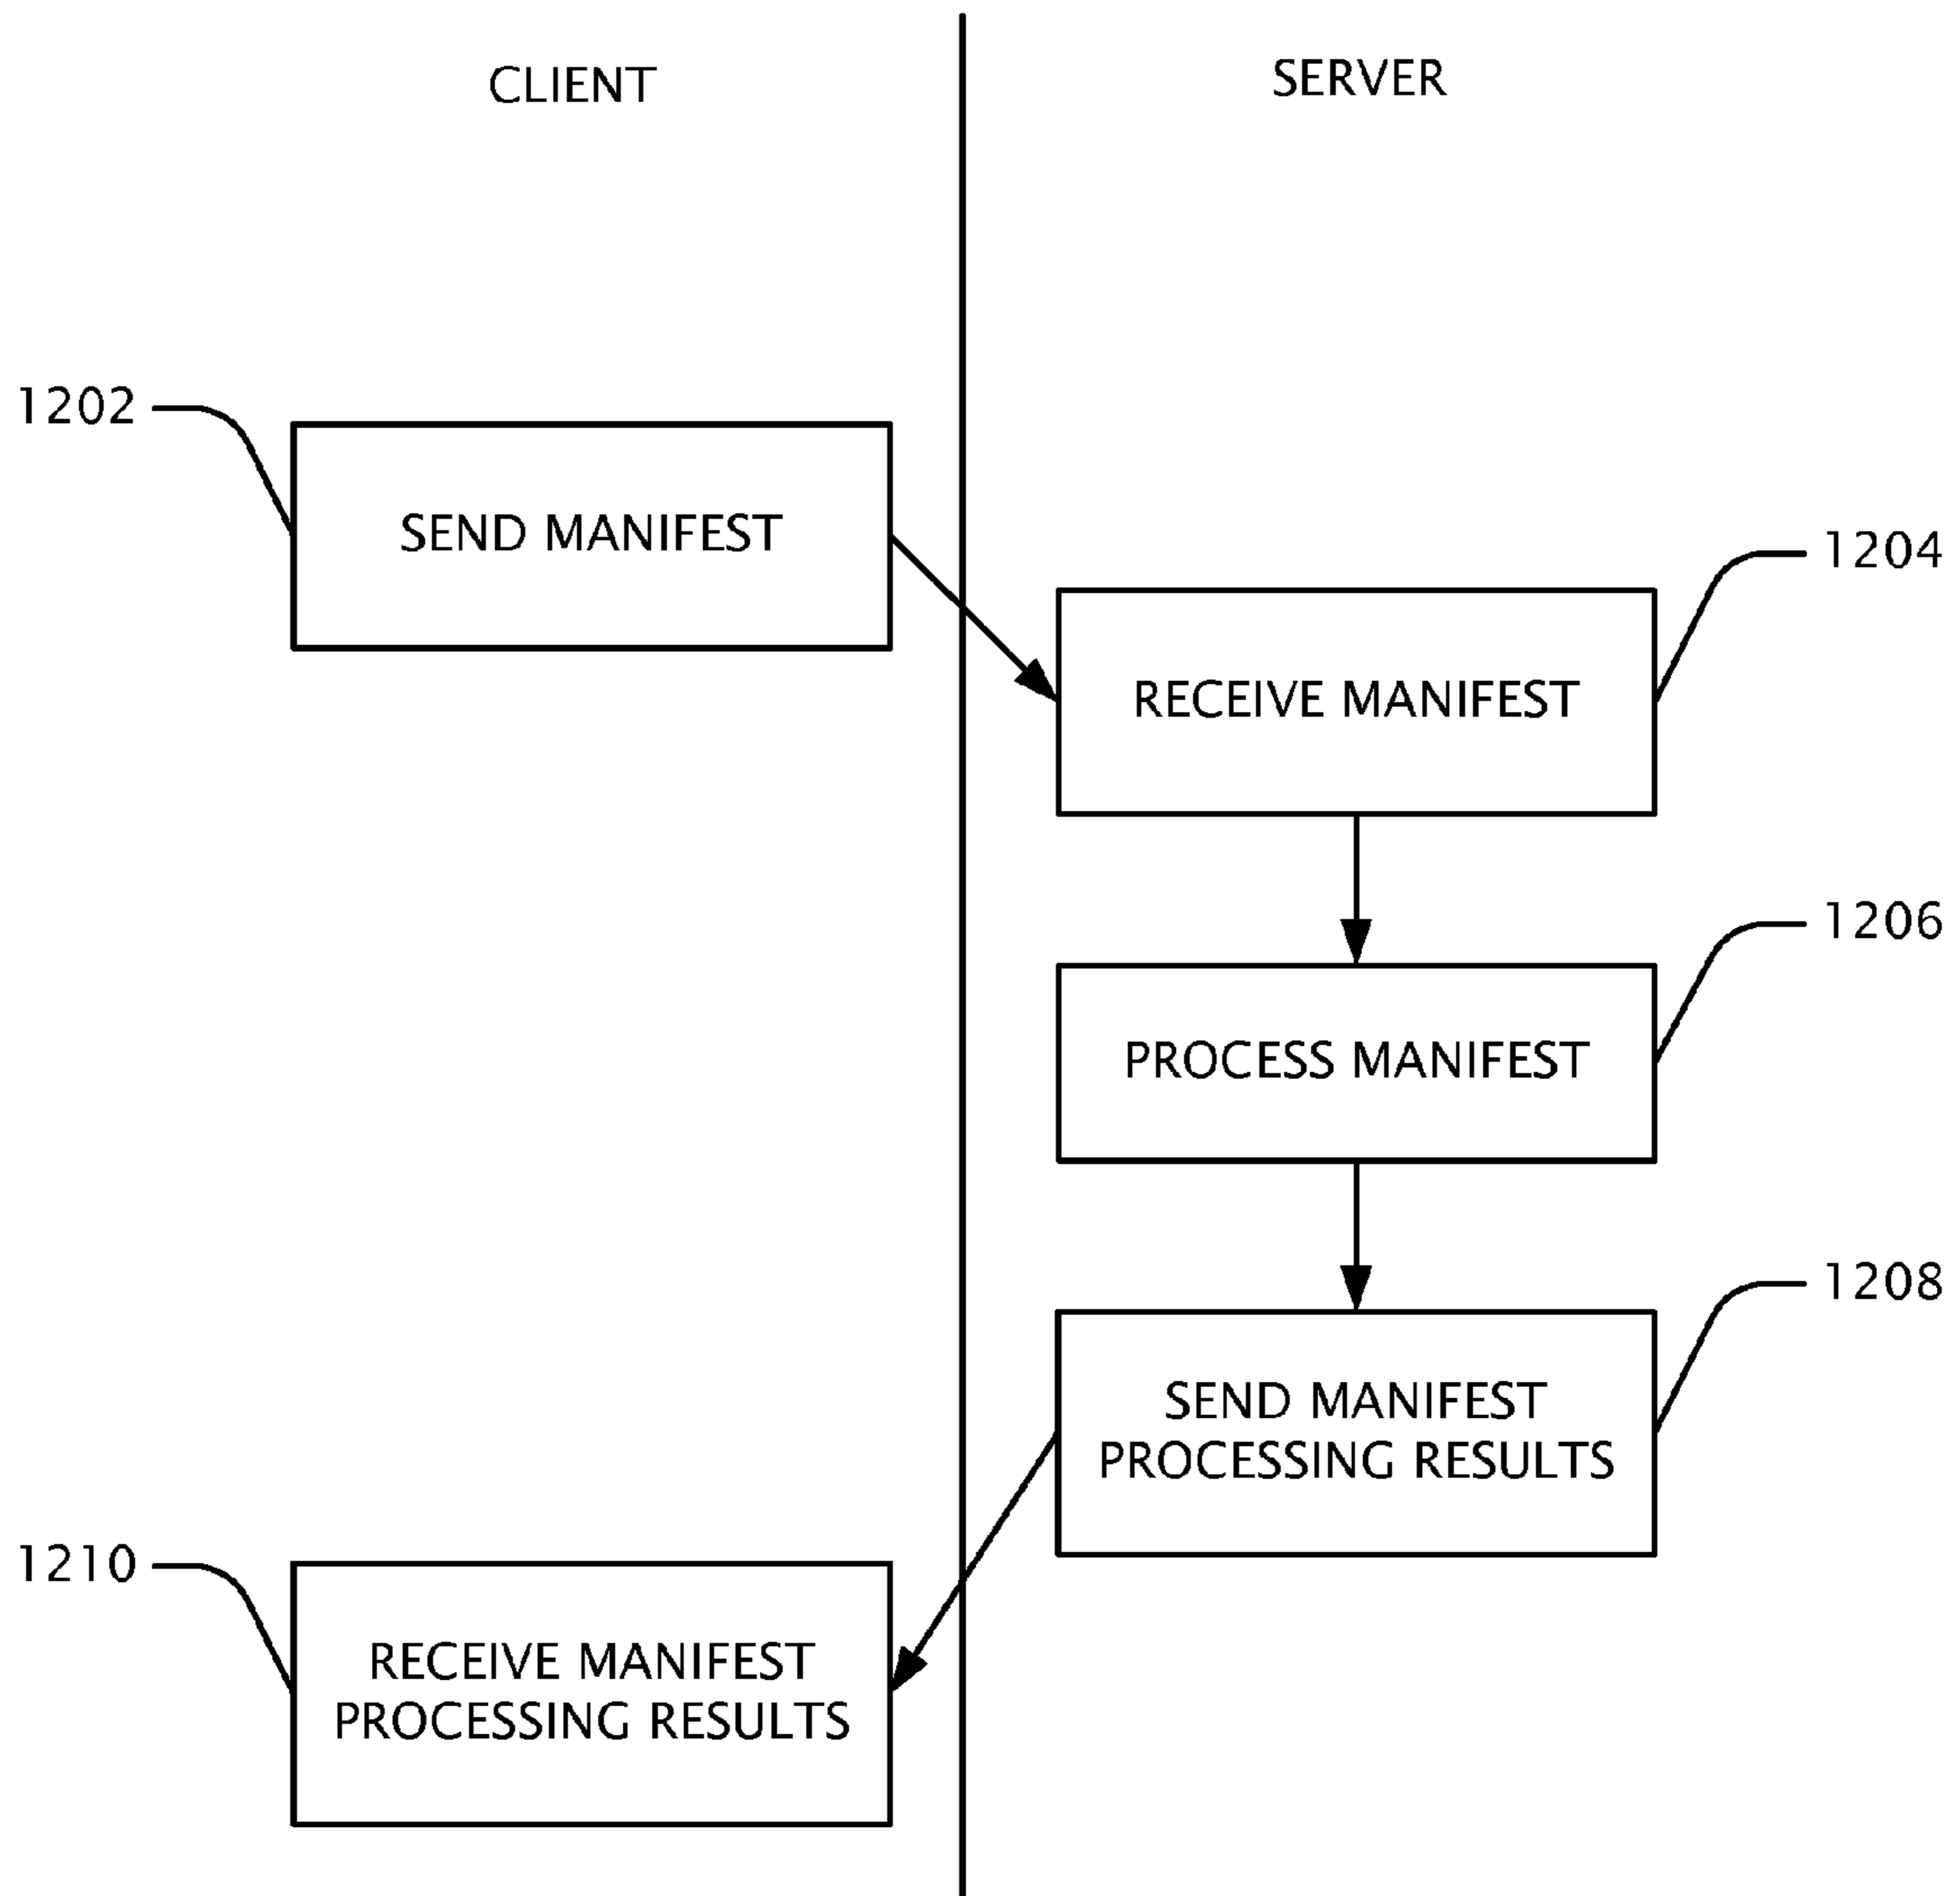 CLIENT
SERVER
1202
SEND MANIFEST
1204
RECEIVE MANIFEST
1206
PROCESS MANIFEST
1208
SEND MANIFEST
PROCESSING RESULTS
1210
RECEIVE MANIFEST
PROCESSING RESULTS